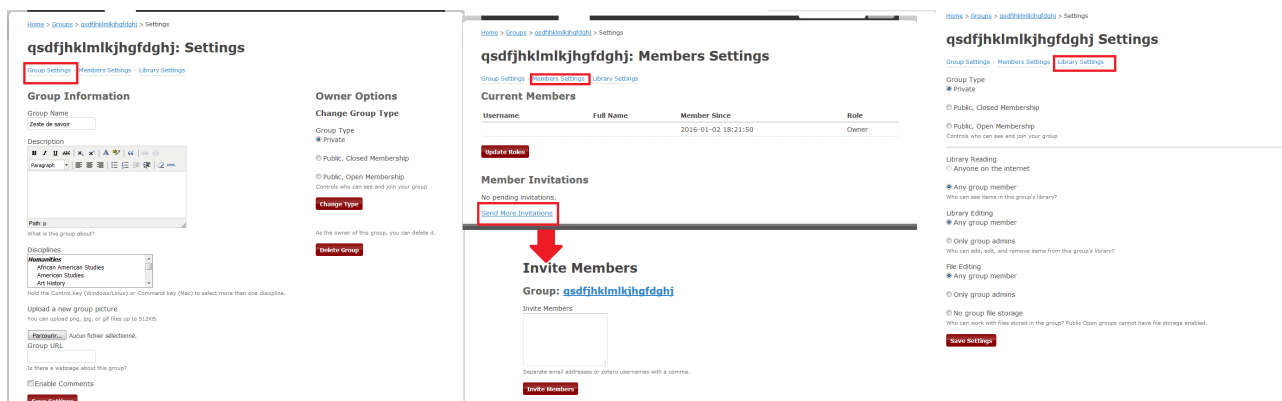 Home > Groups > qsdfjhklmlkjhgfdghj > Settings
qsdfjhklmlkjhgfdghj: Settings
Group Settings · Members Settings · Library Settings
Group Information
Group Name
Zeste de savoir
Description
B I U ABC
Paragraph
HTML
Path: p
What is this group about?
Disciplines
Humanities
African American Studies
American Studies
Art History
Hold the Control key (Windows/Linux) or Command key (Mac) to select more than one discipline.
Upload a new group picture
You can upload png, jpg, or gif files up to 512KB.
Parcourir... Aucun fichier sélectionné.
Group URL
Is there a webpage about this group?
Enable Comments
Save Settings
Owner Options
Change Group Type
Group Type
Private
Public, Closed Membership
Public, Open Membership
Controls who can see and join your group
Change Type
As the owner of this group, you can delete it.
Delete Group
Home > Groups > qsdfjhklmlkjhgfdghj > Settings
qsdfjhklmlkjhgfdghj: Members Settings
Group Settings · Members Settings · Library Settings
Current Members
Username Full Name Member Since Role
2016-01-02 18:21:50 Owner
Update Roles
Member Invitations
No pending invitations.
Send More Invitations
Invite Members
Group: qsdfjhklmlkjhgfdghj
Invite Members
Separate email addresses or zotero usernames with a comma.
Invite Members
Home > Groups > qsdfjhklmlkjhgfdghj > Settings
qsdfjhklmlkjhgfdghj Settings
Group Settings · Members Settings · Library Settings
Group Type
Private
Public, Closed Membership
Public, Open Membership
Controls who can see and join your group
Library Reading
Anyone on the internet
Any group member
Who can see items in this group's library?
Library Editing
Any group member
Only group admins
Who can add, edit, and remove items from this group's library?
File Editing
Any group member
Only group admins
No group file storage
Who can work with files stored in the group? Public Open groups cannot have file storage enabled.
Save Settings